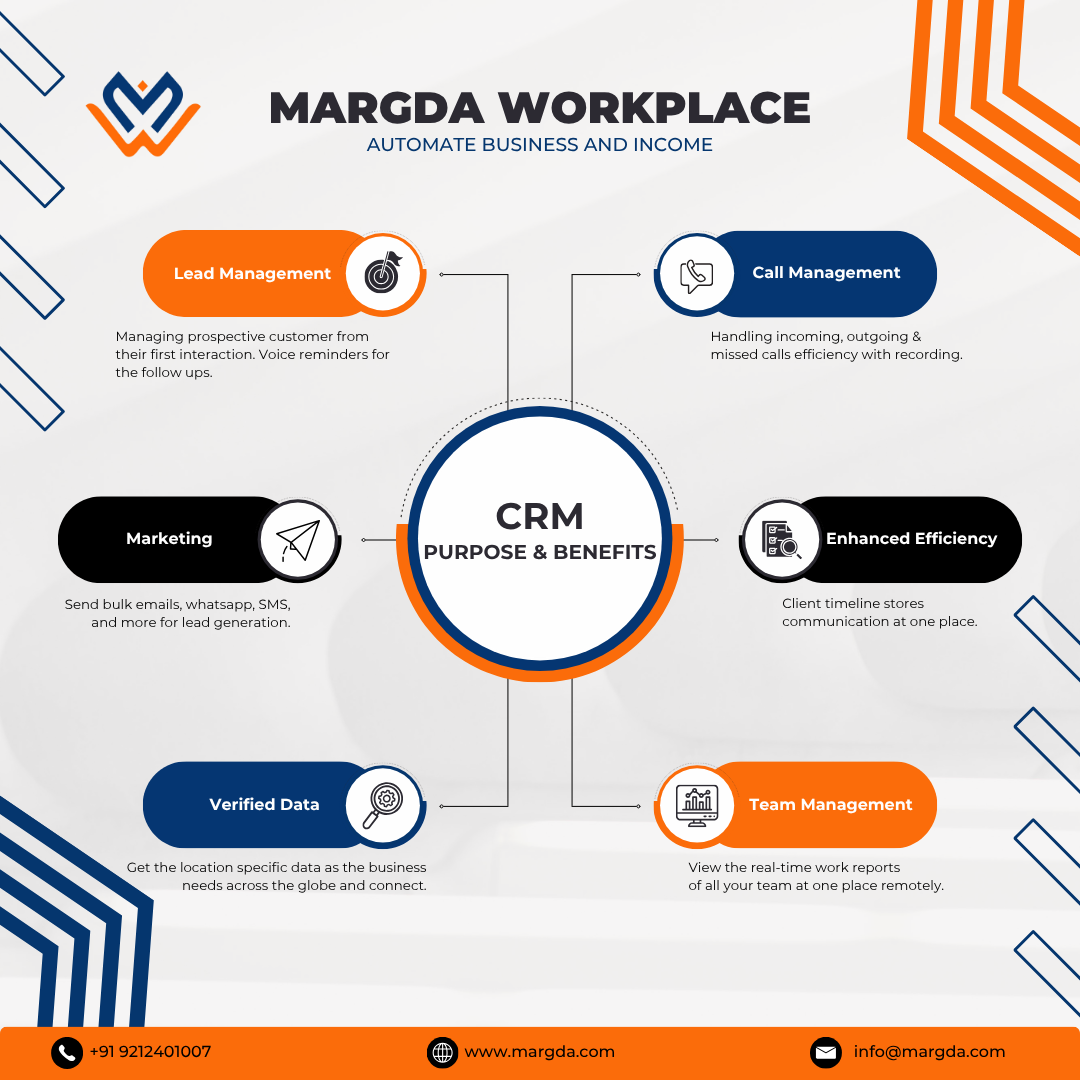 MARGDA WORKPLACE
AUTOMATE BUSINESS AND INCOME
Lead Management
Managing prospective customer from
their first interaction. Voice reminders for
the follow ups.
Call Management
Handling incoming, outgoing &
missed calls efficiency with recording.
CRM
PURPOSE & BENEFITS
Marketing
Send bulk emails, whatsapp, SMS,
and more for lead generation.
Enhanced Efficiency
Client timeline stores
communication at one place.
Verified Data
Get the location specific data as the business
needs across the globe and connect.
Team Management
View the real-time work reports
of all your team at one place remotely.
+91 9212401007
www.margda.com
info@margda.com